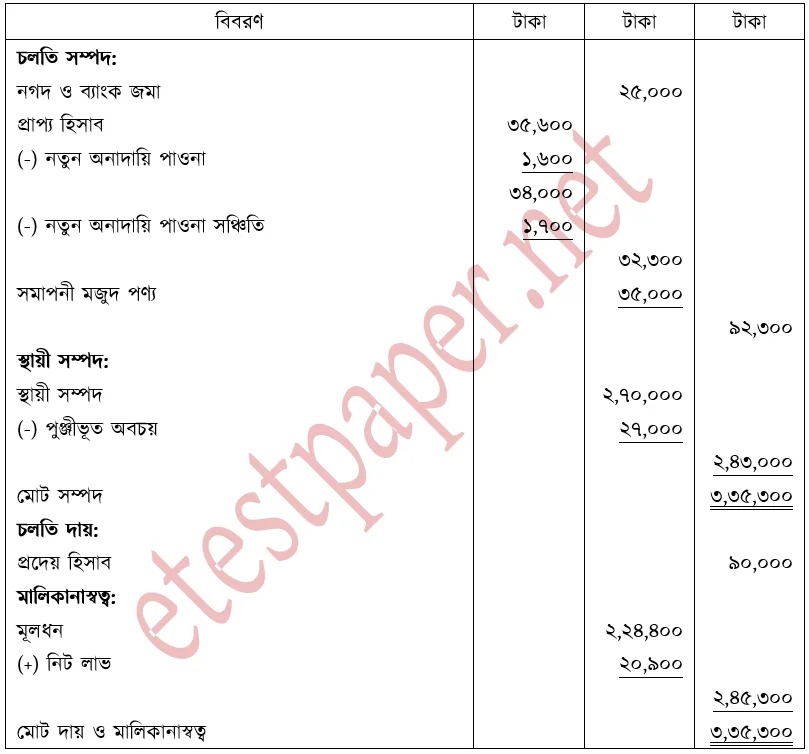 বিবরণ টাকা টাকা টাকা
চলতি সম্পদ:
নগদ ও ব্যাংক জমা ২৫,০০০
প্রাপ্য হিসাব ৩৫,৬০০
(-) নতুন অনাদায়ি পাওনা ১,৬০০
৩৪,০০০
(-) নতুন অনাদায়ি পাওনা সঞ্চিতি ১,৭০০
৩২,৩০০
সমাপনী মজুদ পণ্য ৩৫,০০০
৯২,৩০০
স্থায়ী সম্পদ:
স্থায়ী সম্পদ ২,৭০,০০০
(-) পুঞ্জীভূত অবচয় ২৭,০০০
২,৪৩,০০০
মোট সম্পদ ৩,৩৫,৩০০
চলতি দায়:
প্রদেয় হিসাব ৯০,০০০
মালিকানাস্বত্ব:
মূলধন ২,২৪,৪০০
(+) নিট লাভ ২০,৯০০
২,৪৫,৩০০
মোট দায় ও মালিকানাস্বত্ব ৩,৩৫,৩০০
etestpaper.net